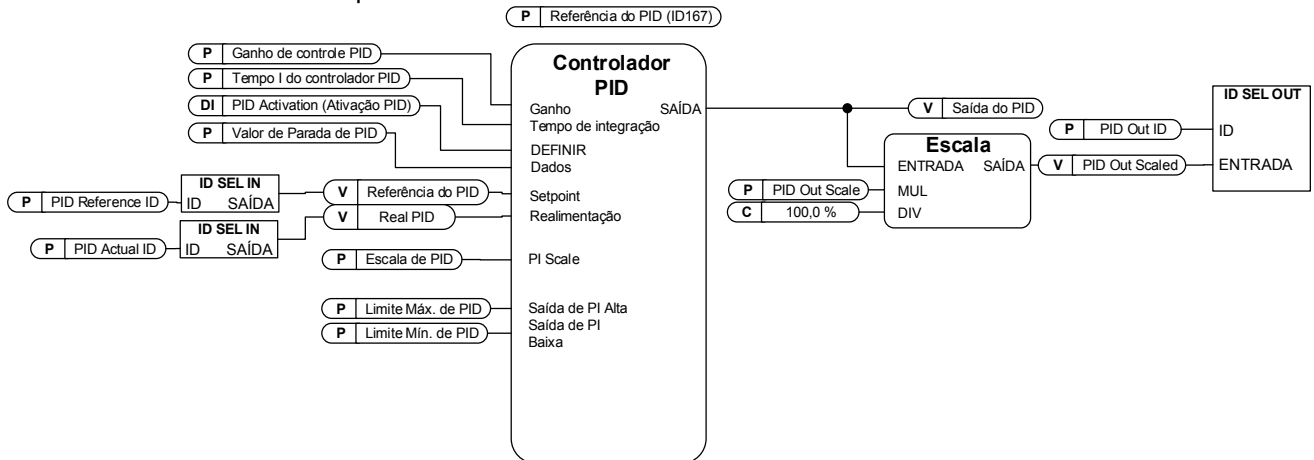 P Referência do PID (ID167)
P Ganho de controle PID
P Tempo I do controlador PID
DI PID Activation (Ativação PID)
P Valor de Parada de PID
P PID Reference ID
ID SEL IN
ID SAÍDA
V Referência do PID
P PID Actual ID
ID SEL IN
ID SAÍDA
V Real PID
P Escala de PID
P Limite Máx. de PID
P Limite Mín. de PID
Controlador
PID
Ganho SAÍDA
Tempo de integração
DEFINIR
Dados
Setpoint
Realimentação
PI Scale
Saída de PI Alta
Saída de PI
Baixa
V Saída do PID
Escala
ENTRADA SAÍDA
MUL
DIV
P PID Out Scale
C 100,0 %
P PID Out ID
V PID Out Scaled
ID SEL OUT
ID
ENTRADA